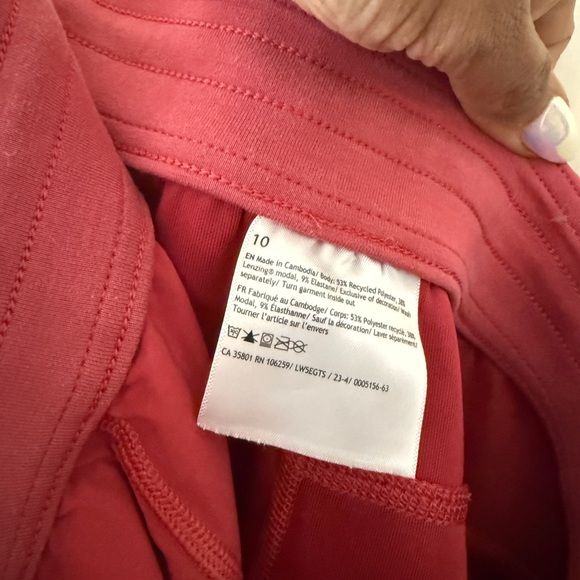 10
EN Made in Cambodia/ Body: 53% Recycled Polyester, 38%
Lenzing® modal, 9% Elastane/ Exclusive of decoration/ Wash
separately/ Turn garment inside out
FR Fabriqué au Cambodge/ Corps: 53% Polyester recyclé, 38%
Modal, 9% Elasthanne/ Sauf la décoration/ Laver séparément/
Tourner l'article sur l'envers
CA 35801 RN 106259/ LW5EGTS / 23-4/ 0005156-63